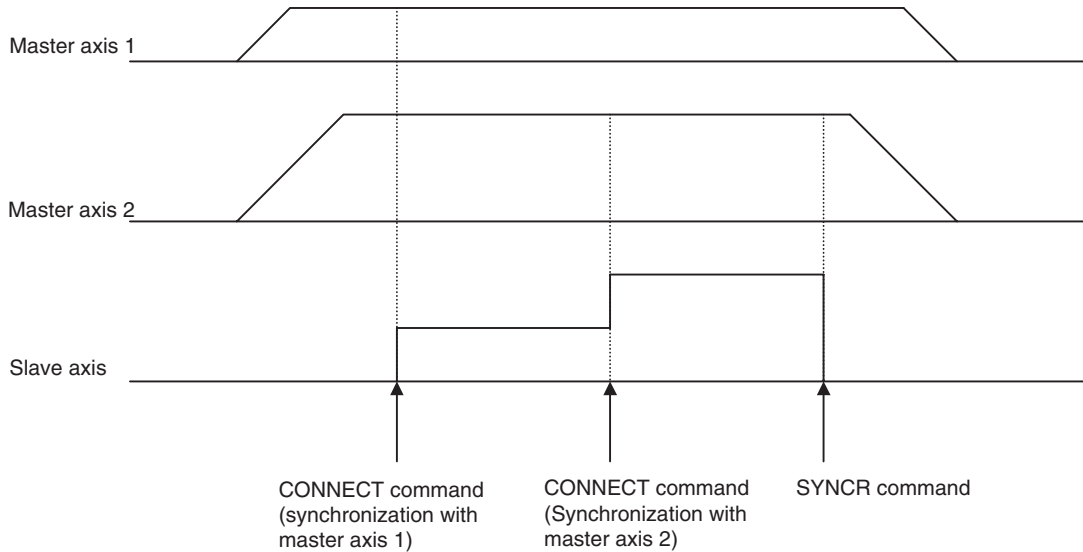 Master axis 1
Master axis 2
Slave axis
CONNECT command
(synchronization with
master axis 1)
CONNECT command
(Synchronization with
master axis 2)
SYNCR command